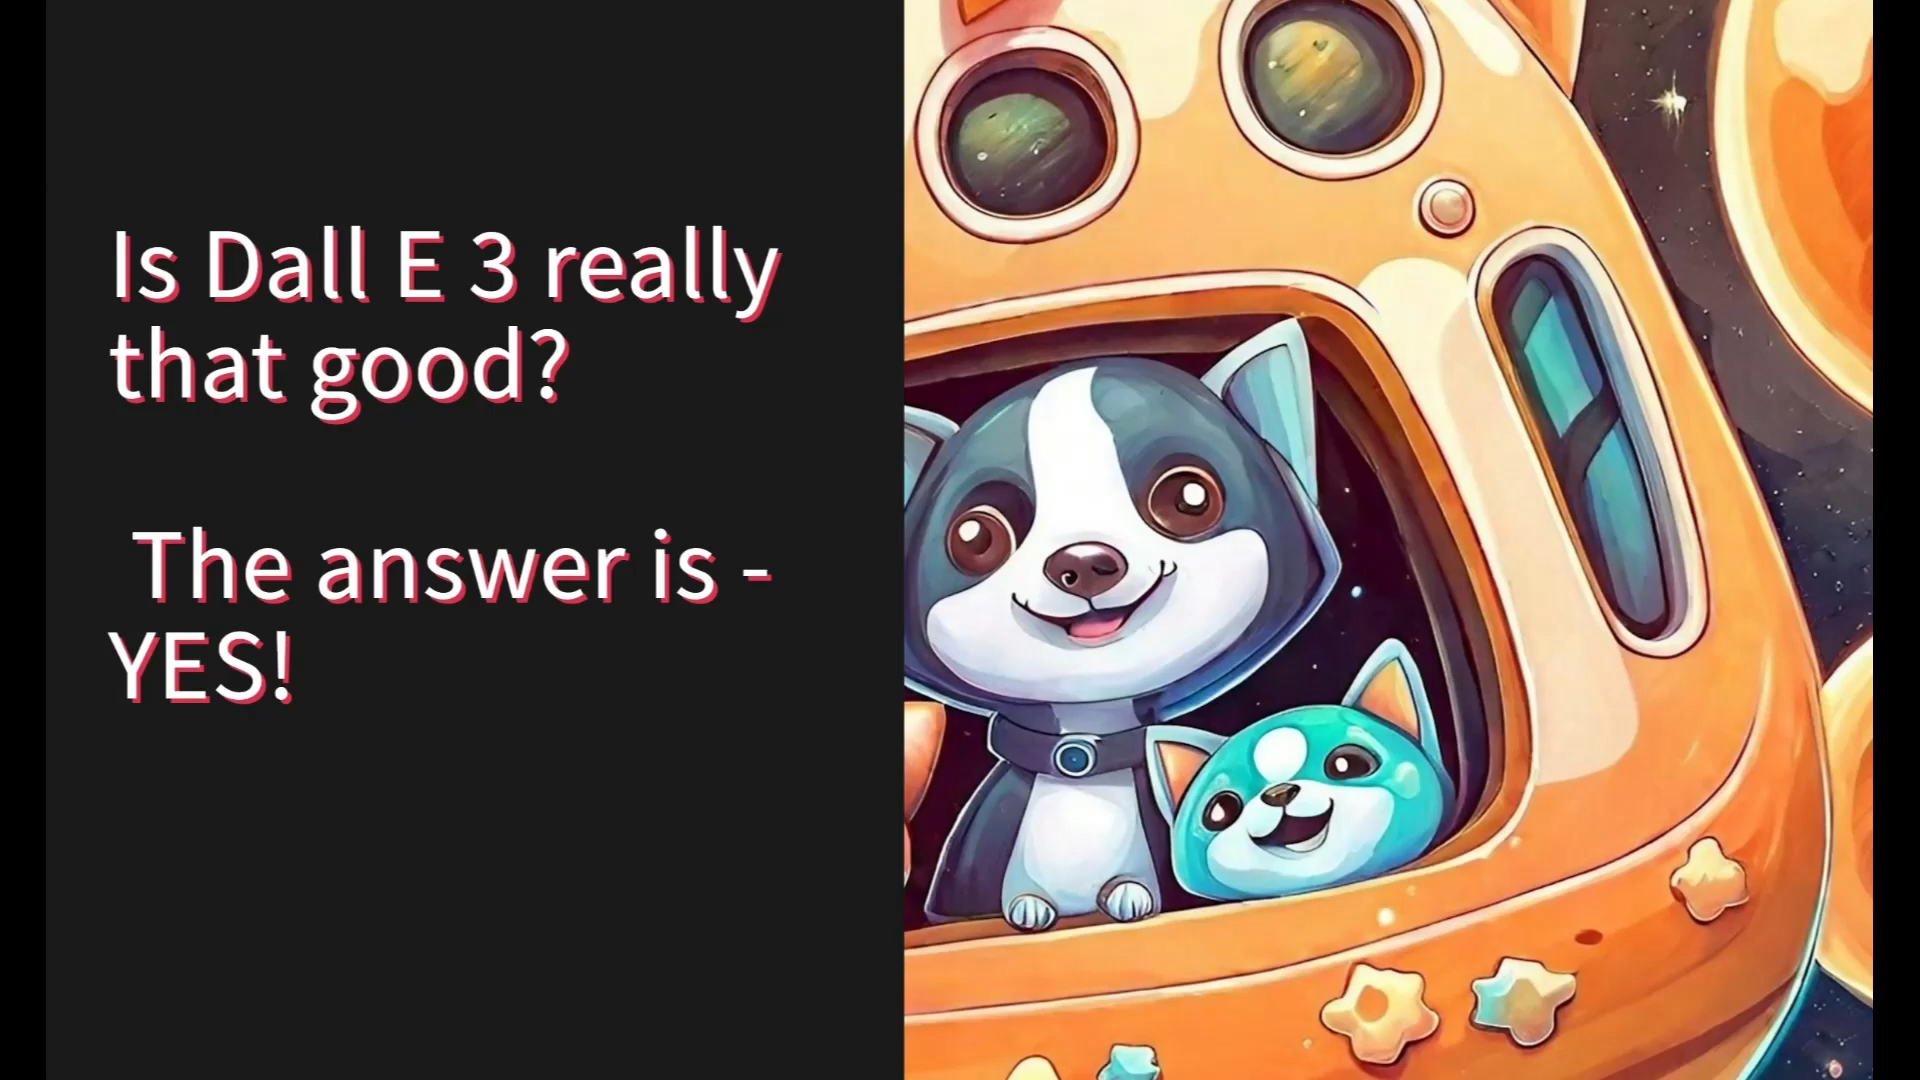 Is Dall E 3 really
that good?
The answer is -
YES!